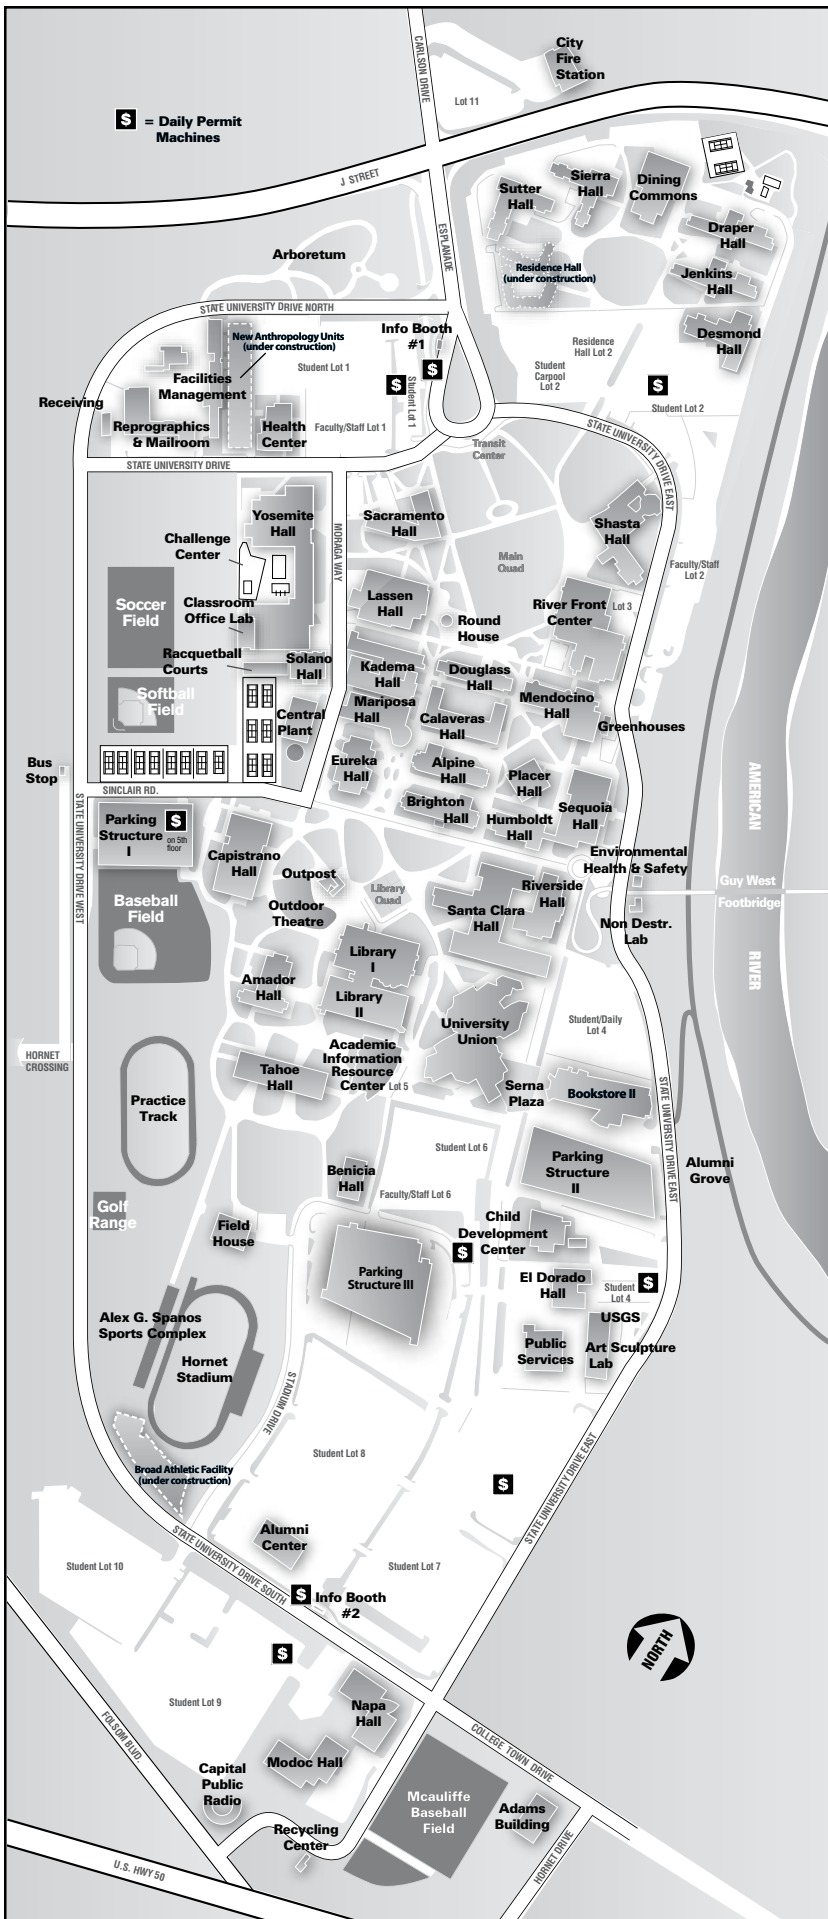 CARLSON DRIVE
City
Fire
Station
Lot 11
$ = Daily Permit
Machines
J STREET
Sutter
Hall
Sierra
Hall
Dining
Commons
Draper
Hall
ESPLANADE
Arboretum
Residence Hall
(under construction)
Jenkins
Hall
STATE UNIVERSITY DRIVE NORTH
Info Booth
#1
New Anthropology Units
(under construction)
Desmond
Hall
Residence
Hall Lot 2
Student Lot 1
Student
Carpool
Lot 2
Facilities
Management
$
$
$
Student Lot 1
Receiving
Student Lot 2
Reprographics
& Mailroom
Health
Center
Faculty/Staff Lot 1
Transit
Center
STATE UNIVERSITY DRIVE EAST
STATE UNIVERSITY DRIVE
Yosemite
Hall
MORAGA WAY
Sacramento
Hall
Shasta
Hall
Challenge
Center
Main
Quad
Faculty/Staff
Lot 2
Soccer
Field
Classroom
Office Lab
Lassen
Hall
River Front
Center
Lot 3
Round
House
Racquetball
Courts
Solano
Hall
Kadema
Hall
Douglass
Hall
Softball
Field
Mariposa
Hall
Mendocino
Hall
Central
Plant
Calaveras
Hall
Greenhouses
Bus
Stop
Eureka
Hall
Alpine
Hall
Placer
Hall
AMERICAN
SINCLAIR RD.
Brighton
Hall
Sequoia
Hall
Humboldt
Hall
STATE UNIVERSITY DRIVE WEST
Parking
Structure
I
$
on 5th
floor
Capistrano
Hall
Environmental
Health & Safety
Outpost
Library
Quad
Riverside
Hall
Guy West
Footbridge
Baseball
Field
Outdoor
Theatre
Santa Clara
Hall
Non Destr.
Lab
RIVER
Library
I
Amador
Hall
Library
II
University
Union
Student/Daily
Lot 4
HORNET
CROSSING
Academic
Information
Resource
Center
Lot 5
Tahoe
Hall
Serna
Plaza
Bookstore II
STATE UNIVERSITY DRIVE EAST
Practice
Track
Student Lot 6
Parking
Structure
II
Alumni
Grove
Benicia
Hall
Faculty/Staff Lot 6
Golf
Range
Field
House
Child
Development
Center
$
Parking
Structure III
El Dorado
Hall
Student
Lot 4
$
USGS
Alex G. Spanos
Sports Complex
Public
Services
Art Sculpture
Lab
Hornet
Stadium
STADIUM DRIVE
Student Lot 8
Broad Athletic Facility
(under construction)
$
STATE UNIVERSITY DRIVE EAST
Alumni
Center
STATE UNIVERSITY DRIVE SOUTH
Student Lot 10
Student Lot 7
$ Info Booth
#2
NORTH
$
Student Lot 9
Napa
Hall
FOLSOM BLVD.
COLLEGE TOWN DRIVE
Modoc Hall
Capital
Public
Radio
Mcauliffe
Baseball
Field
Adams
Building
Recycling
Center
HORNET DRIVE
U.S. HWY 50